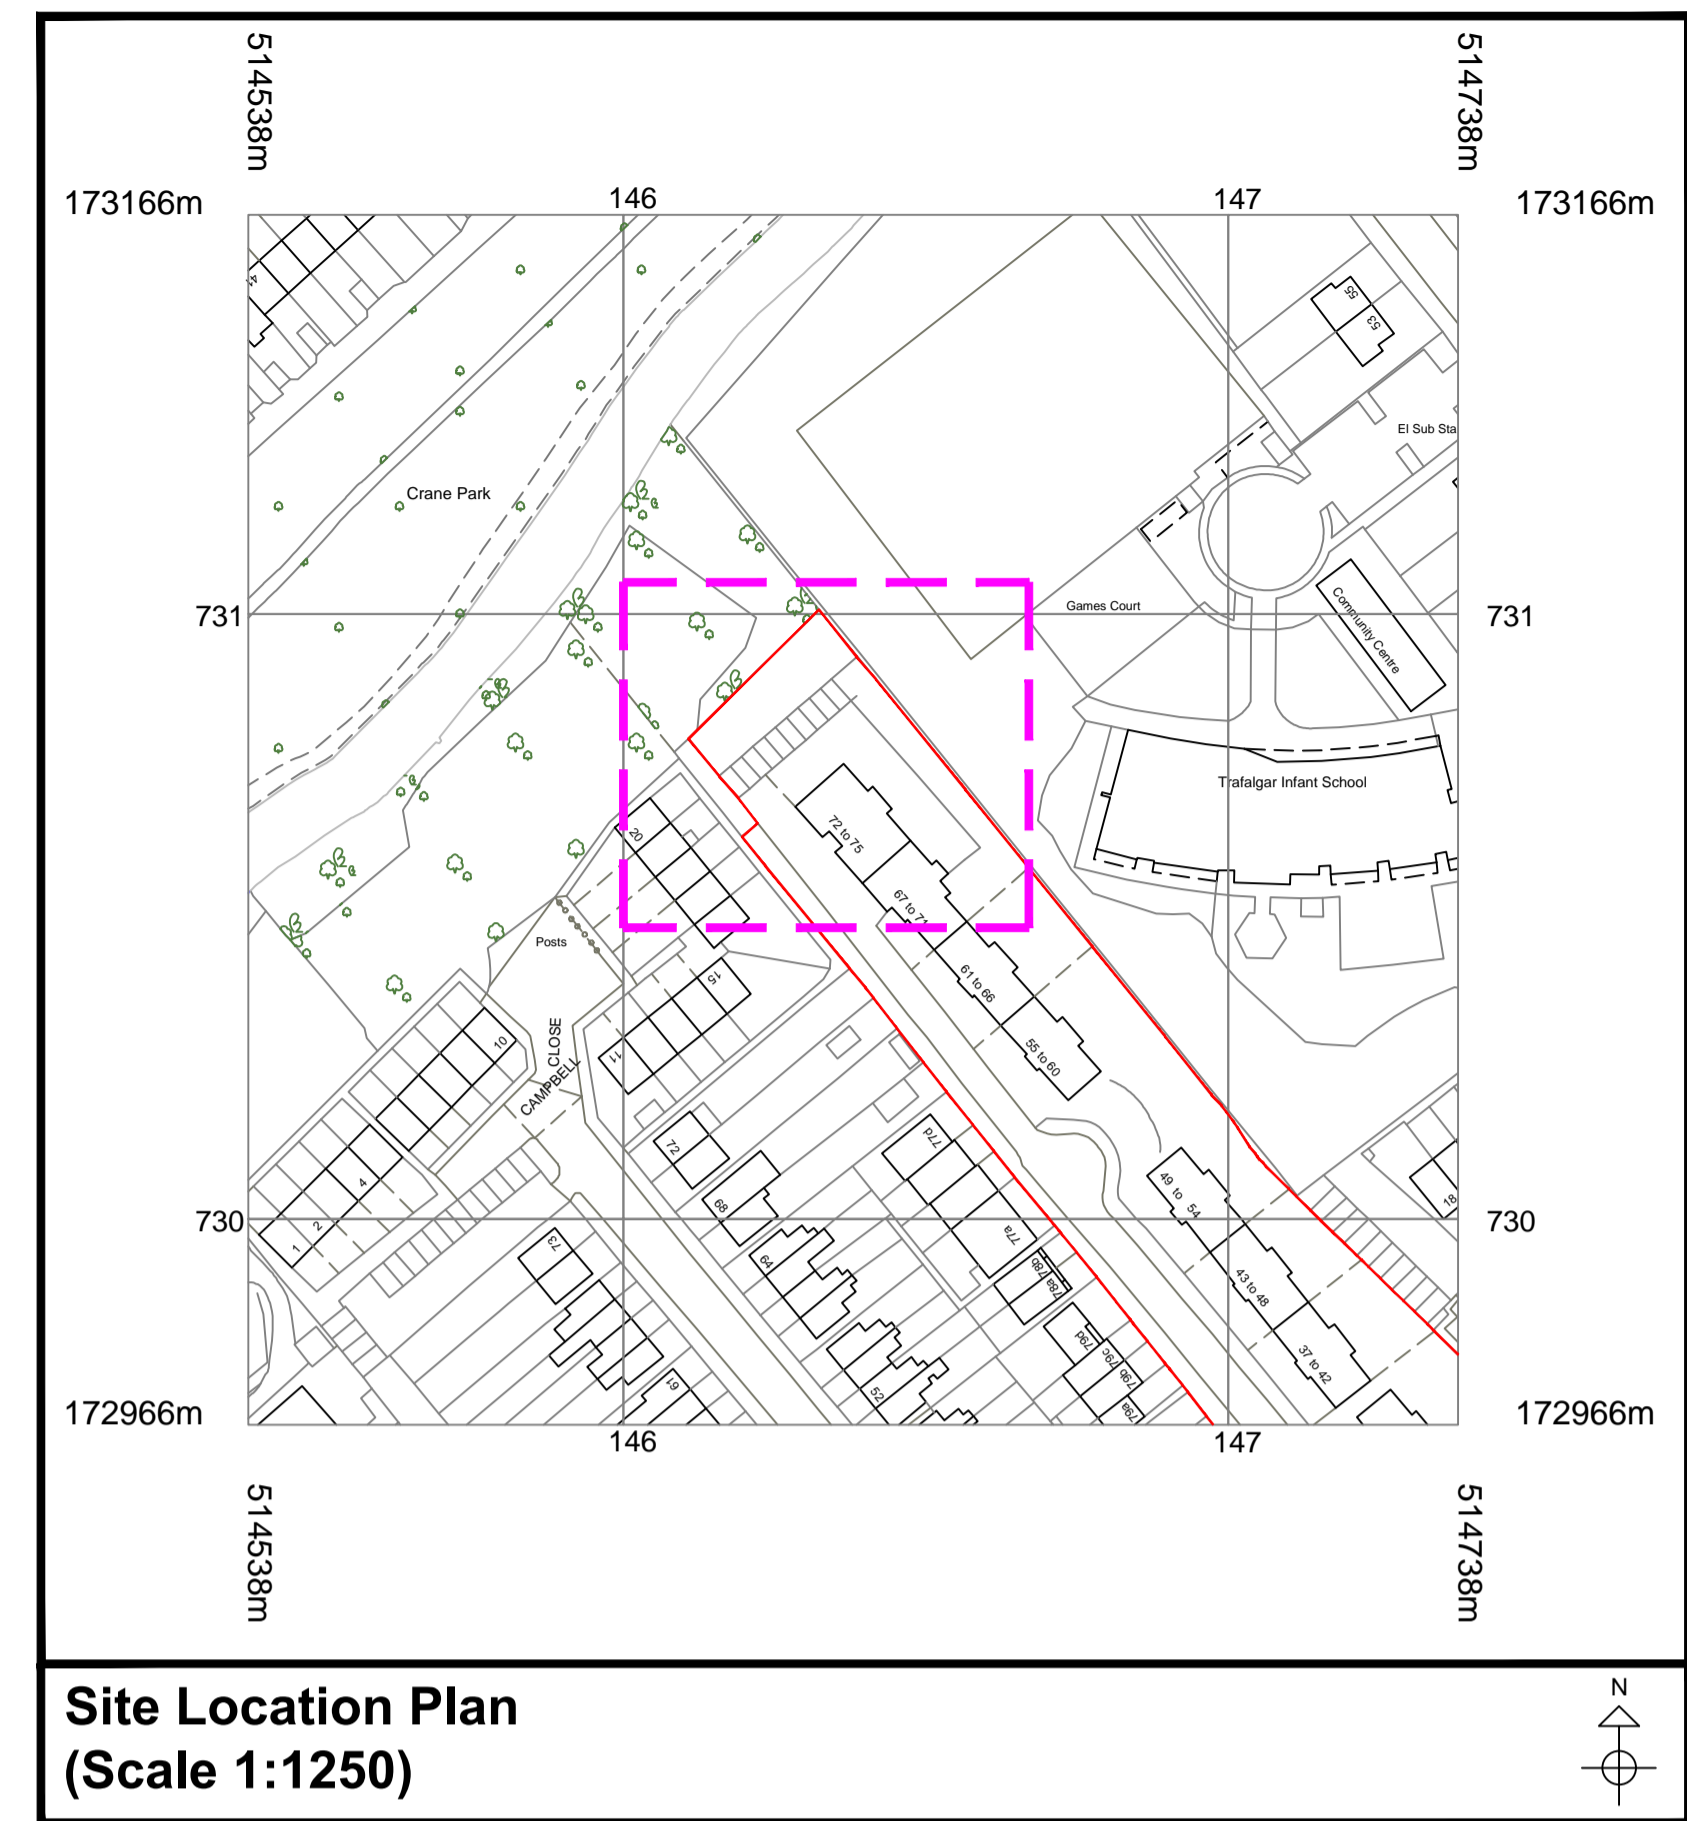 514538m
514738m
173166m
146
147
173166m
55
53
El Sub Sta
Crane Park
731
Games Court
731
Community Centre
Trafalgar Infant School
20
72 to 75
67 to 71
Posts
15
61 to 66
10
CLOSE
CAMPBELL
11
55 to 60
72
77d
4
2
1
68
49 to 54
18
730
730
73
64
77a
78b
78a
43 to 48
79d
79c
79b
79a
37 to 42
61
52
172966m
146
147
172966m
514538m
514738m
Site Location Plan
(Scale 1:1250)
N